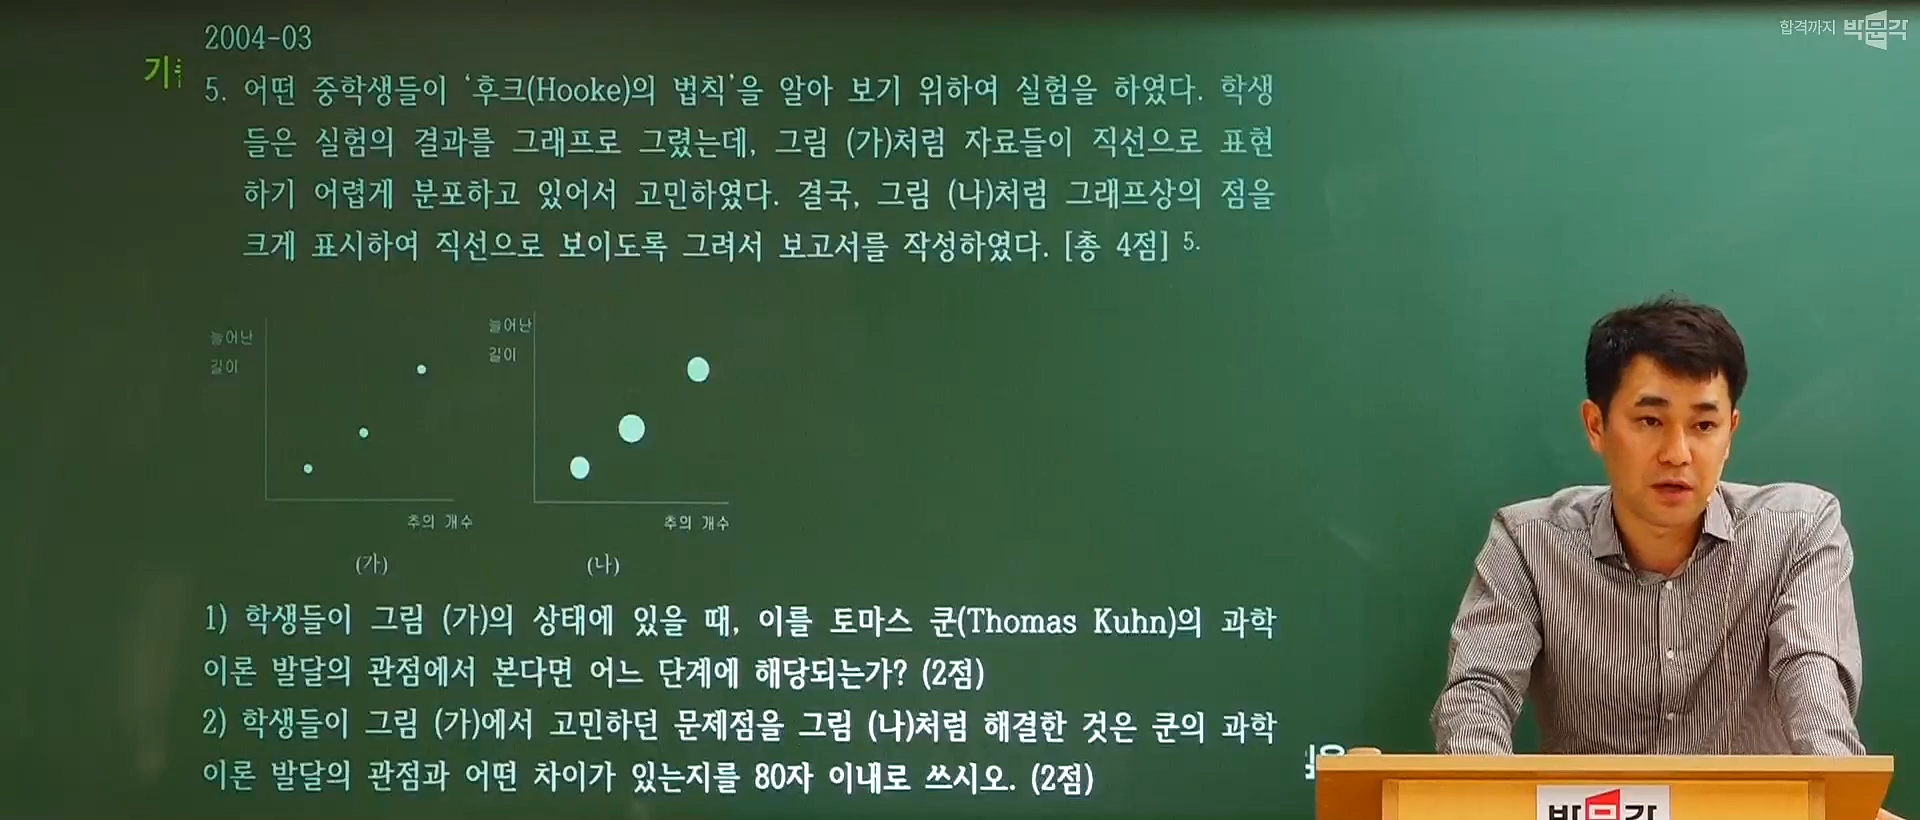 합격까지 박문각
2004-03
기
5. 어떤 중학생들이 ‘후크(Hooke)의 법칙’을 알아 보기 위하여 실험을 하였다. 학생
들은 실험의 결과를 그래프로 그렸는데, 그림 (가)처럼 자료들이 직선으로 표현
하기 어렵게 분포하고 있어서 고민하였다. 결국, 그림 (나)처럼 그래프상의 점을
크게 표시하여 직선으로 보이도록 그려서 보고서를 작성하였다. [총 4점] 5.
늘어난
길이
추의 개수
(가)
늘어난
길이
추의 개수
(나)
1) 학생들이 그림 (가)의 상태에 있을 때, 이를 토마스 쿤(Thomas Kuhn)의 과학
이론 발달의 관점에서 본다면 어느 단계에 해당되는가? (2점)
2) 학생들이 그림 (가)에서 고민하던 문제점을 그림 (나)처럼 해결한 것은 쿤의 과학
이론 발달의 관점과 어떤 차이가 있는지를 80자 이내로 쓰시오. (2점)
박문각